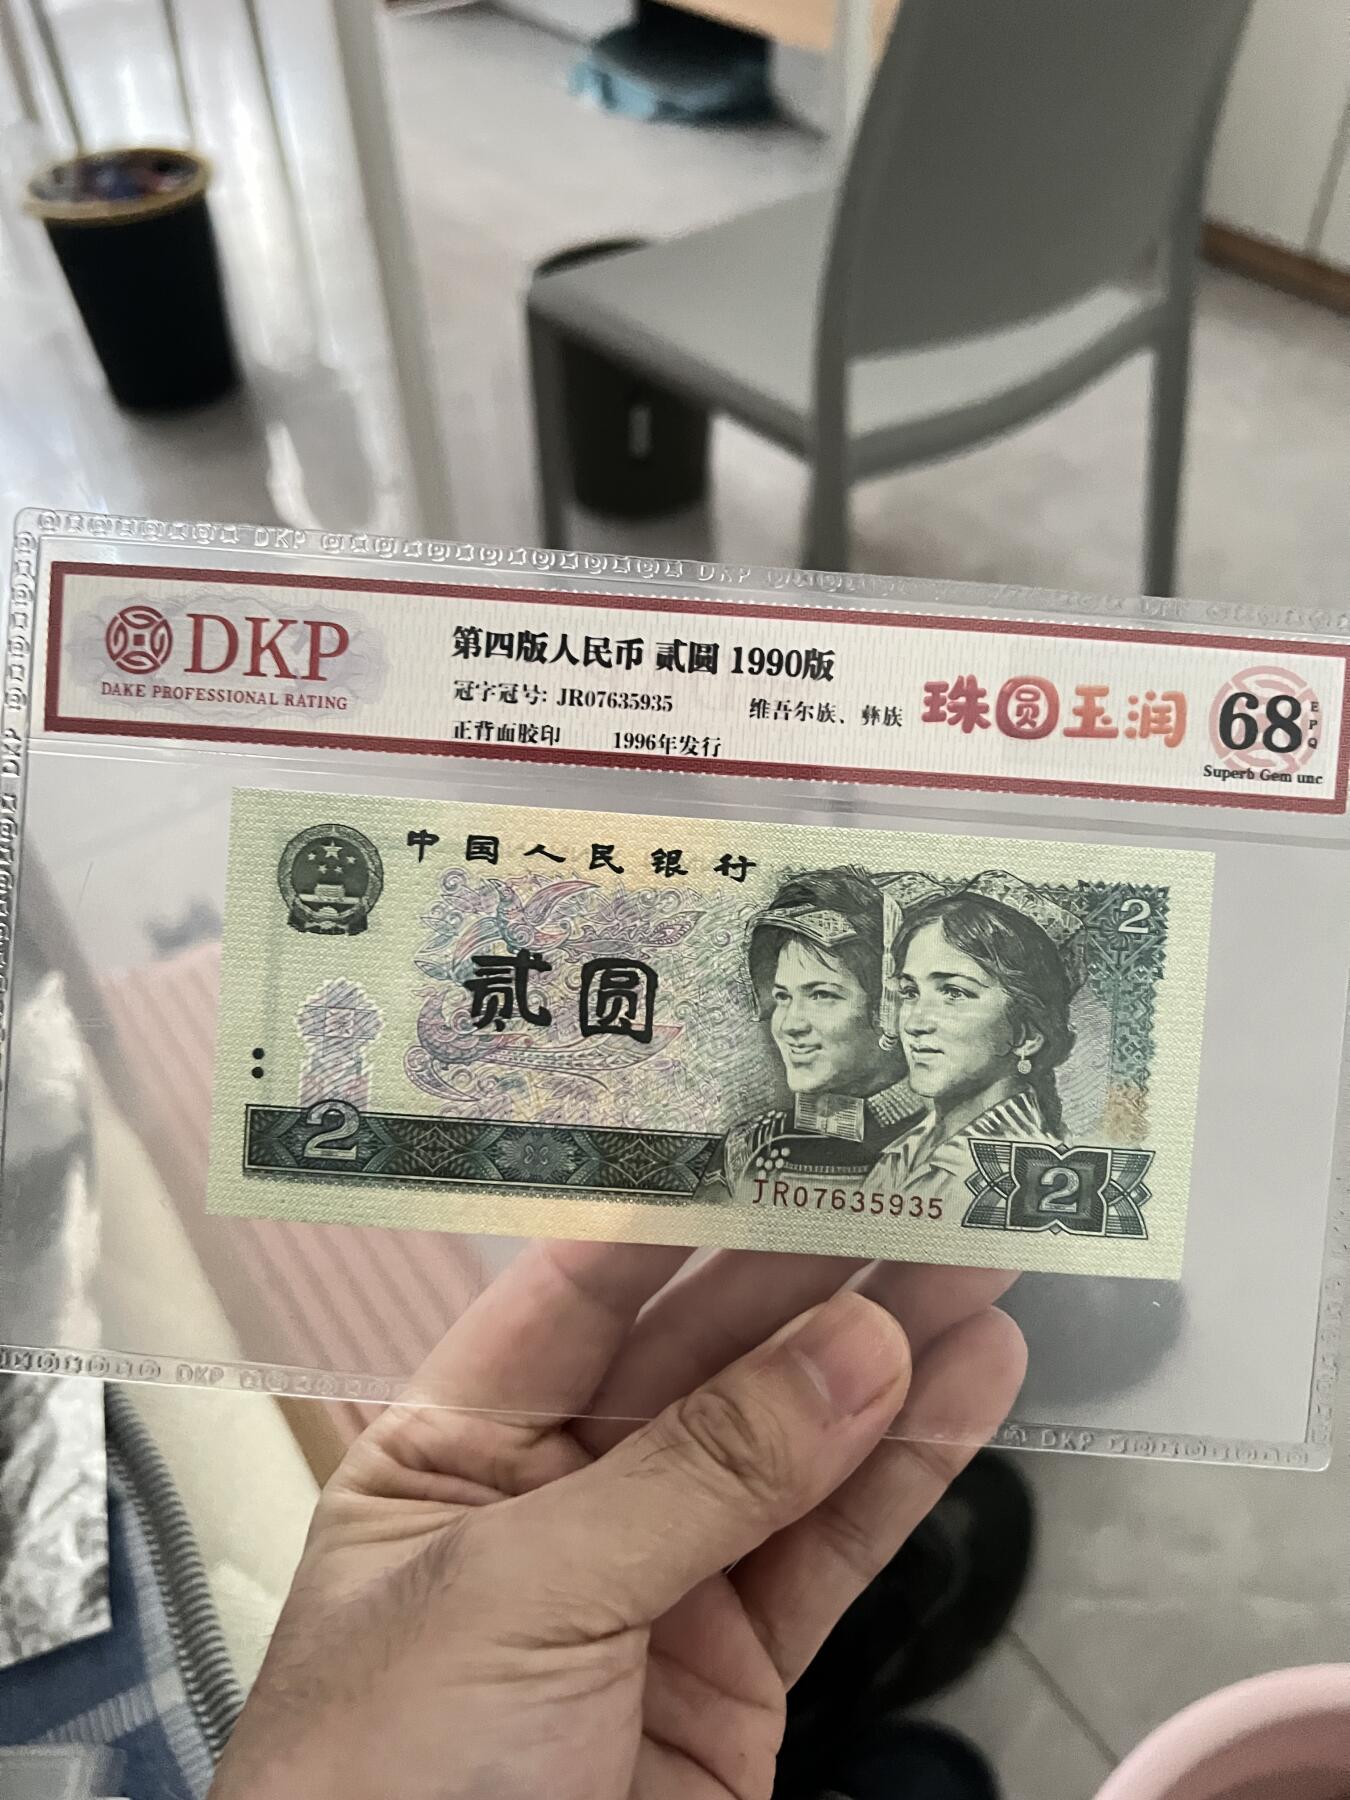 DKP
DAKE PROFESSIONAL RATING
第四版人民币 贰圆 1990版
冠字冠号: JR07635935
维吾尔族、彝族
正背面胶印
1996年发行
珠圆玉润
68
EPQ
Superb Gem unc
中国人民银行
贰圆
2
2
JR07635935
2
DKP
DKP
DKP
DKP
DKP